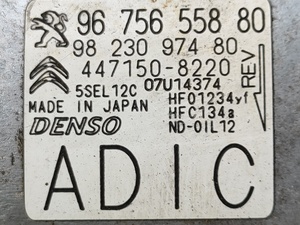 96 756 558 80
98 230 974 80
447150-8220
5SEL12C 07U14374
MADE IN JAPAN HFO1234yf
HFC134a
DENSO ND-OIL12
REV
ADIC